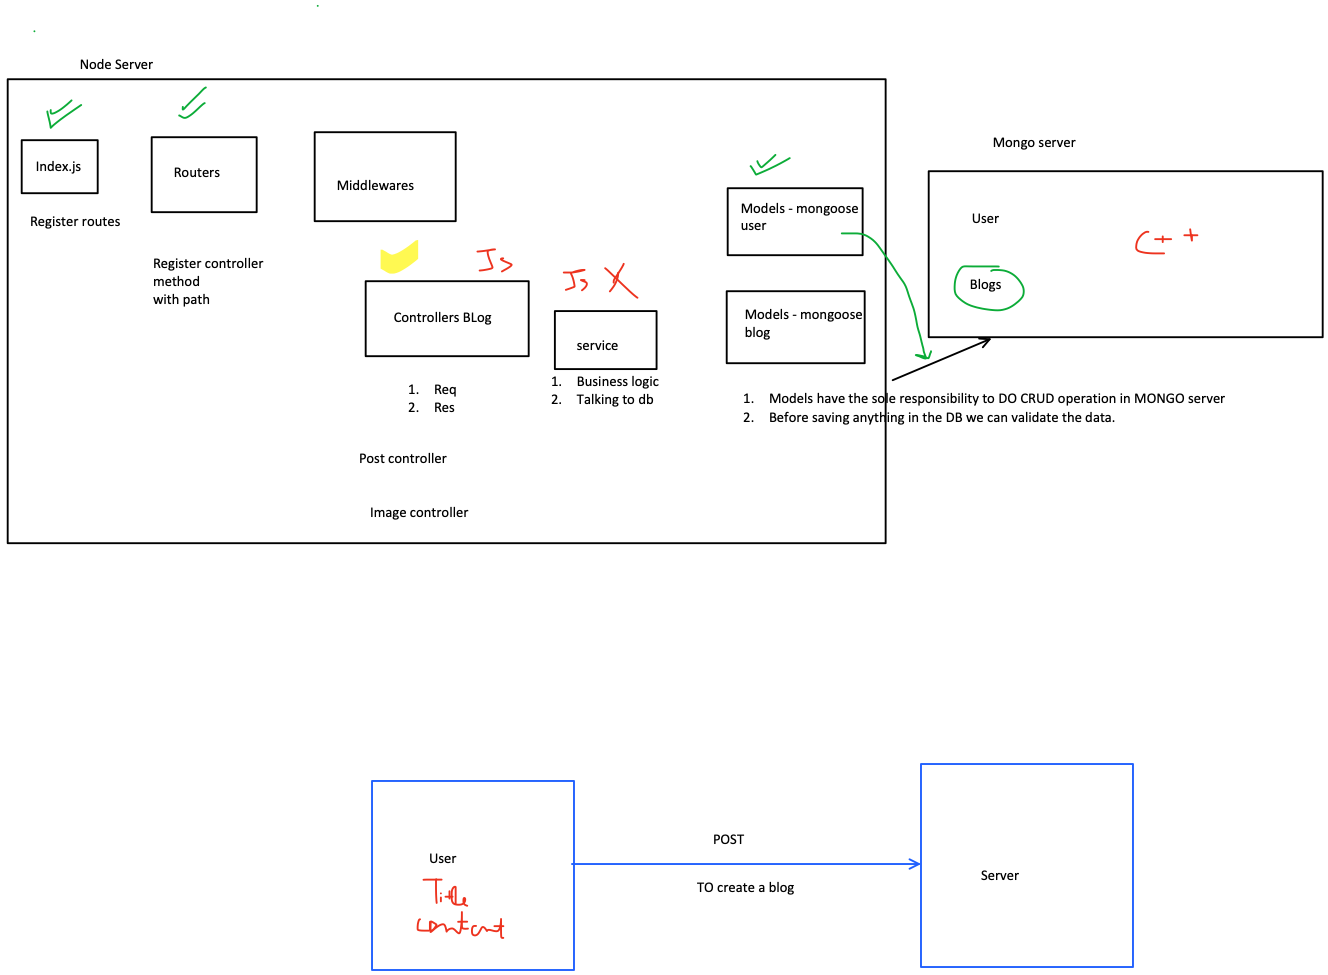 Node Server
Index.js
Register routes
Routers
Register controller
method
with path
Middlewares
Js
Controllers BLog
1. Req
2. Res
Js X
service
1. Business logic
2. Talking to db
Post controller
Image controller
Models - mongoose
user
Models - mongoose
blog
1. Models have the sole responsibility to DO CRUD operation in MONGO server
2. Before saving anything in the DB we can validate the data.
Mongo server
User
C++
Blogs
User
Title
content
POST
TO create a blog
Server